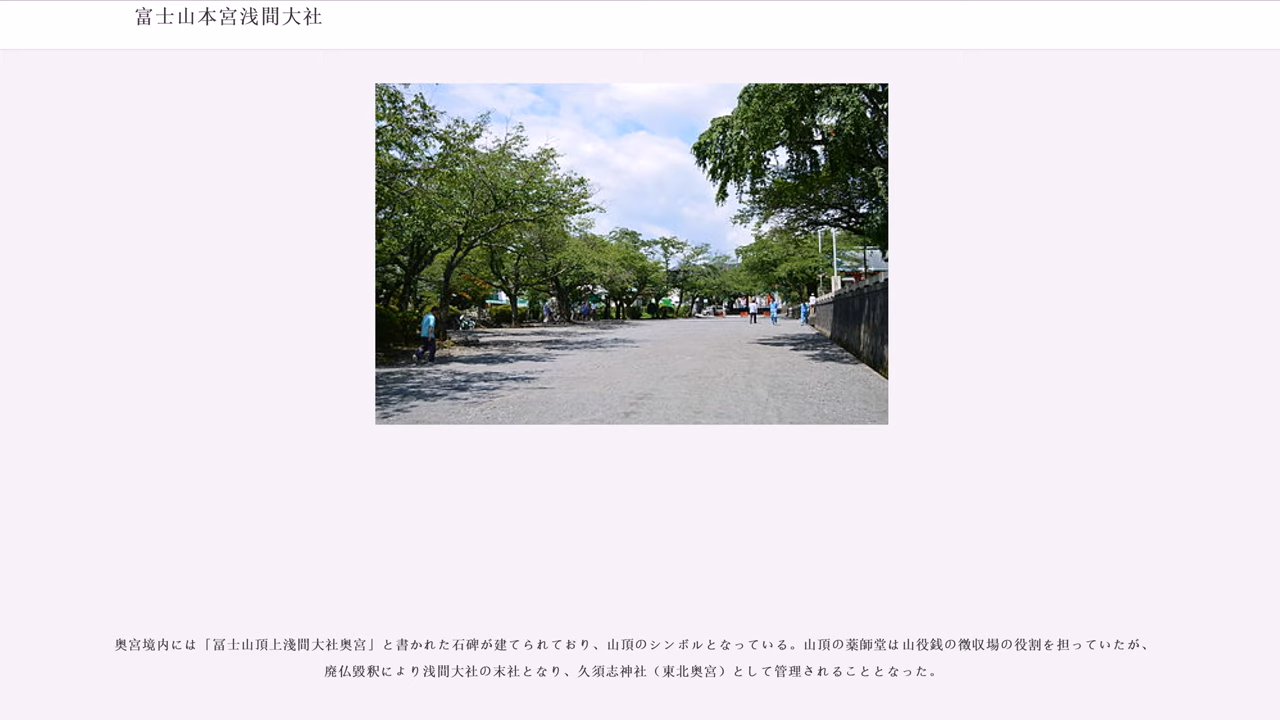 富士山本宮浅間大社
奥宮境内には「冨士山頂上淺間大社奥宮」と書かれた石碑が建てられており、山頂のシンボルとなっている。山頂の薬師堂は山役銭の徴収場の役割を担っていたが、
廃仏毀釈により浅間大社の末社となり、久須志神社（東北奥宮）として管理されることとなった。